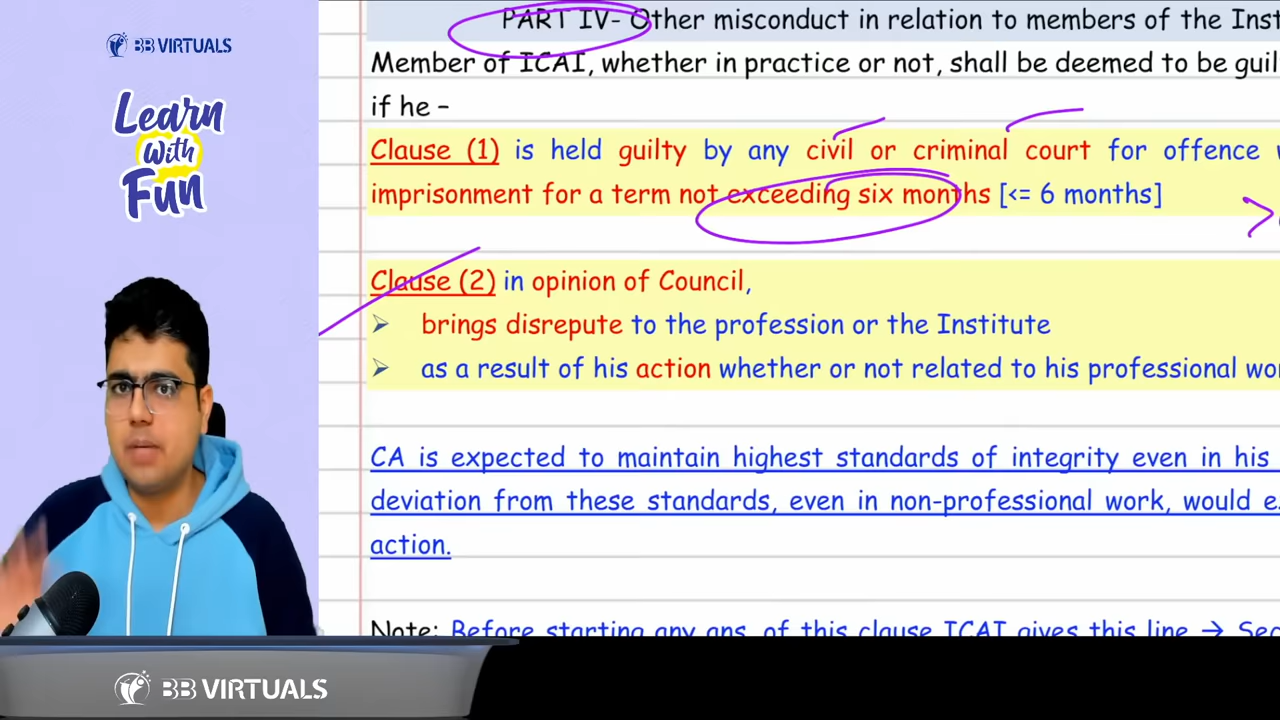 BB VIRTUALS
Learn
With
Fun
PART IV- Other misconduct in relation to members of the
Member of ICAI, whether in practice or not, shall be deemed to be
if he –
Clause (1) is held guilty by any civil or criminal court for offence
imprisonment for a term not exceeding six months [<= 6 months]
Clause (2) in opinion of Council,
➢ brings disrepute to the profession or the Institute
➢ as a result of his action whether or not related to his professional
CA is expected to maintain highest standards of integrity even in his
deviation from these standards, even in non-professional work, would
action.
Note: Before starting any ans. of this clause ICAI gives this line →
BB VIRTUALS